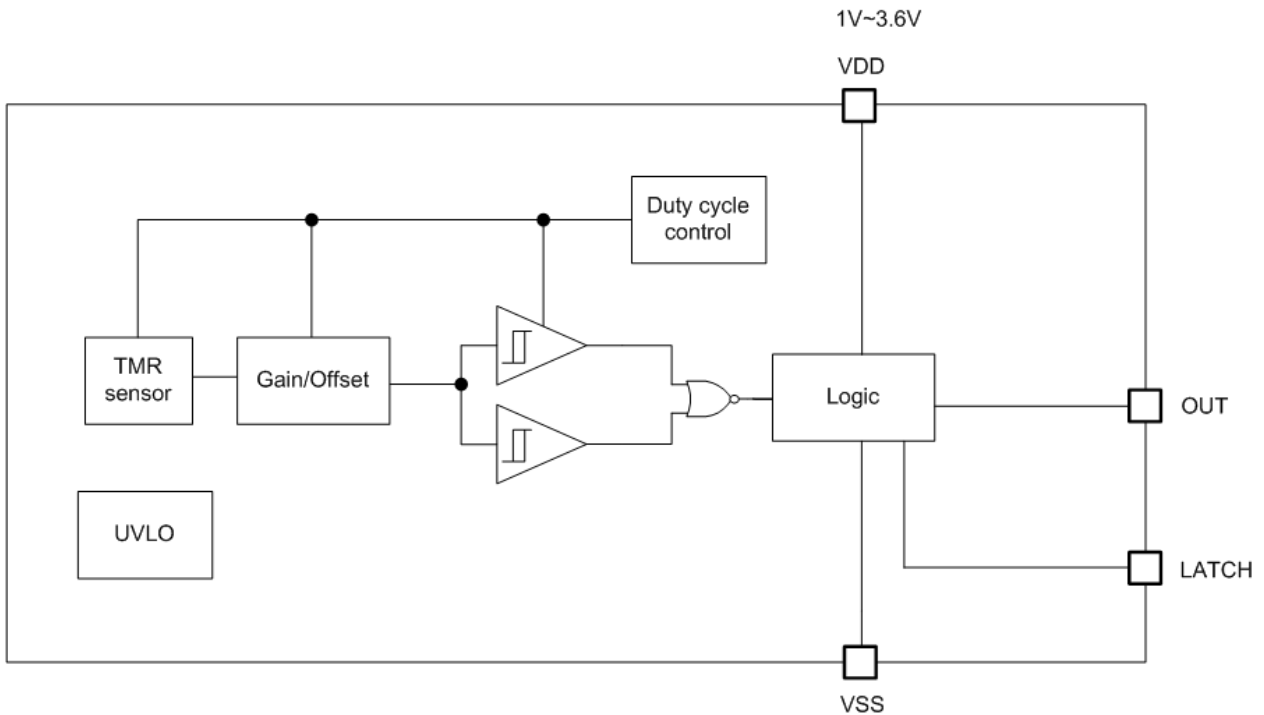 1V~3.6V
VDD
Duty cycle
control
TMR
sensor
Gain/Offset
Logic
OUT
UVLO
LATCH
VSS